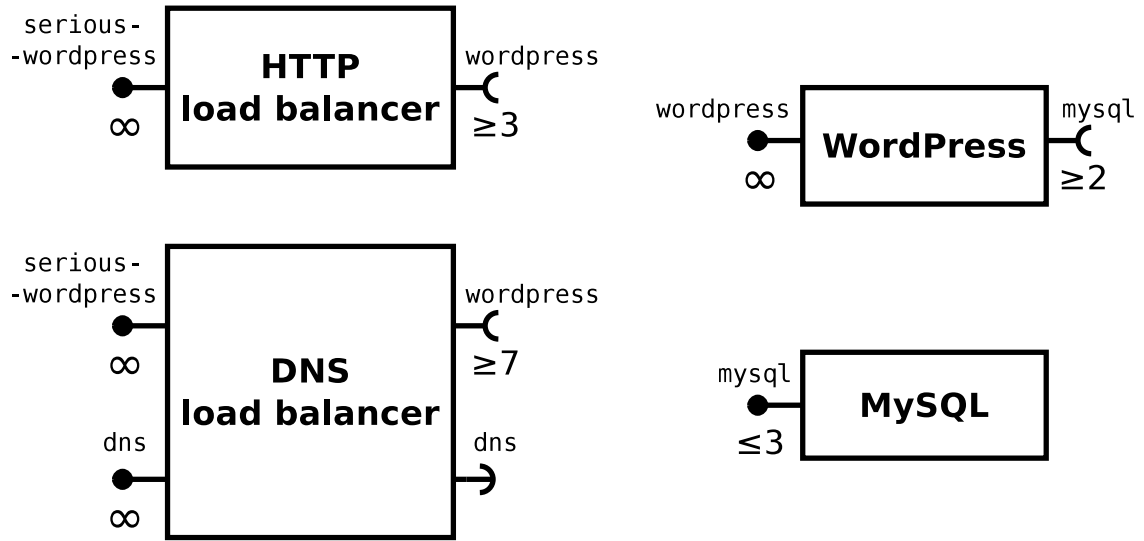 serious-
-wordpress
∞
HTTP
load balancer
wordpress
≥3
wordpress
∞
WordPress
mysql
≥2
serious-
-wordpress
∞
dns
∞
DNS
load balancer
wordpress
≥7
dns
mysql
≤3
MySQL